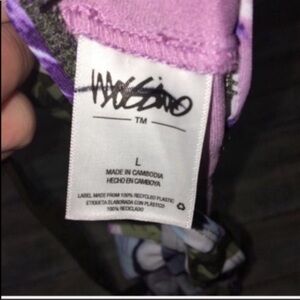 Mossimo
TM
L
MADE IN CAMBODIA
HECHO EN CAMBOYA
LABEL MADE FROM 100% RECYCLED PLASTIC
ETIQUETA ELABORADA CON PLASTICO
100% RECICLADO